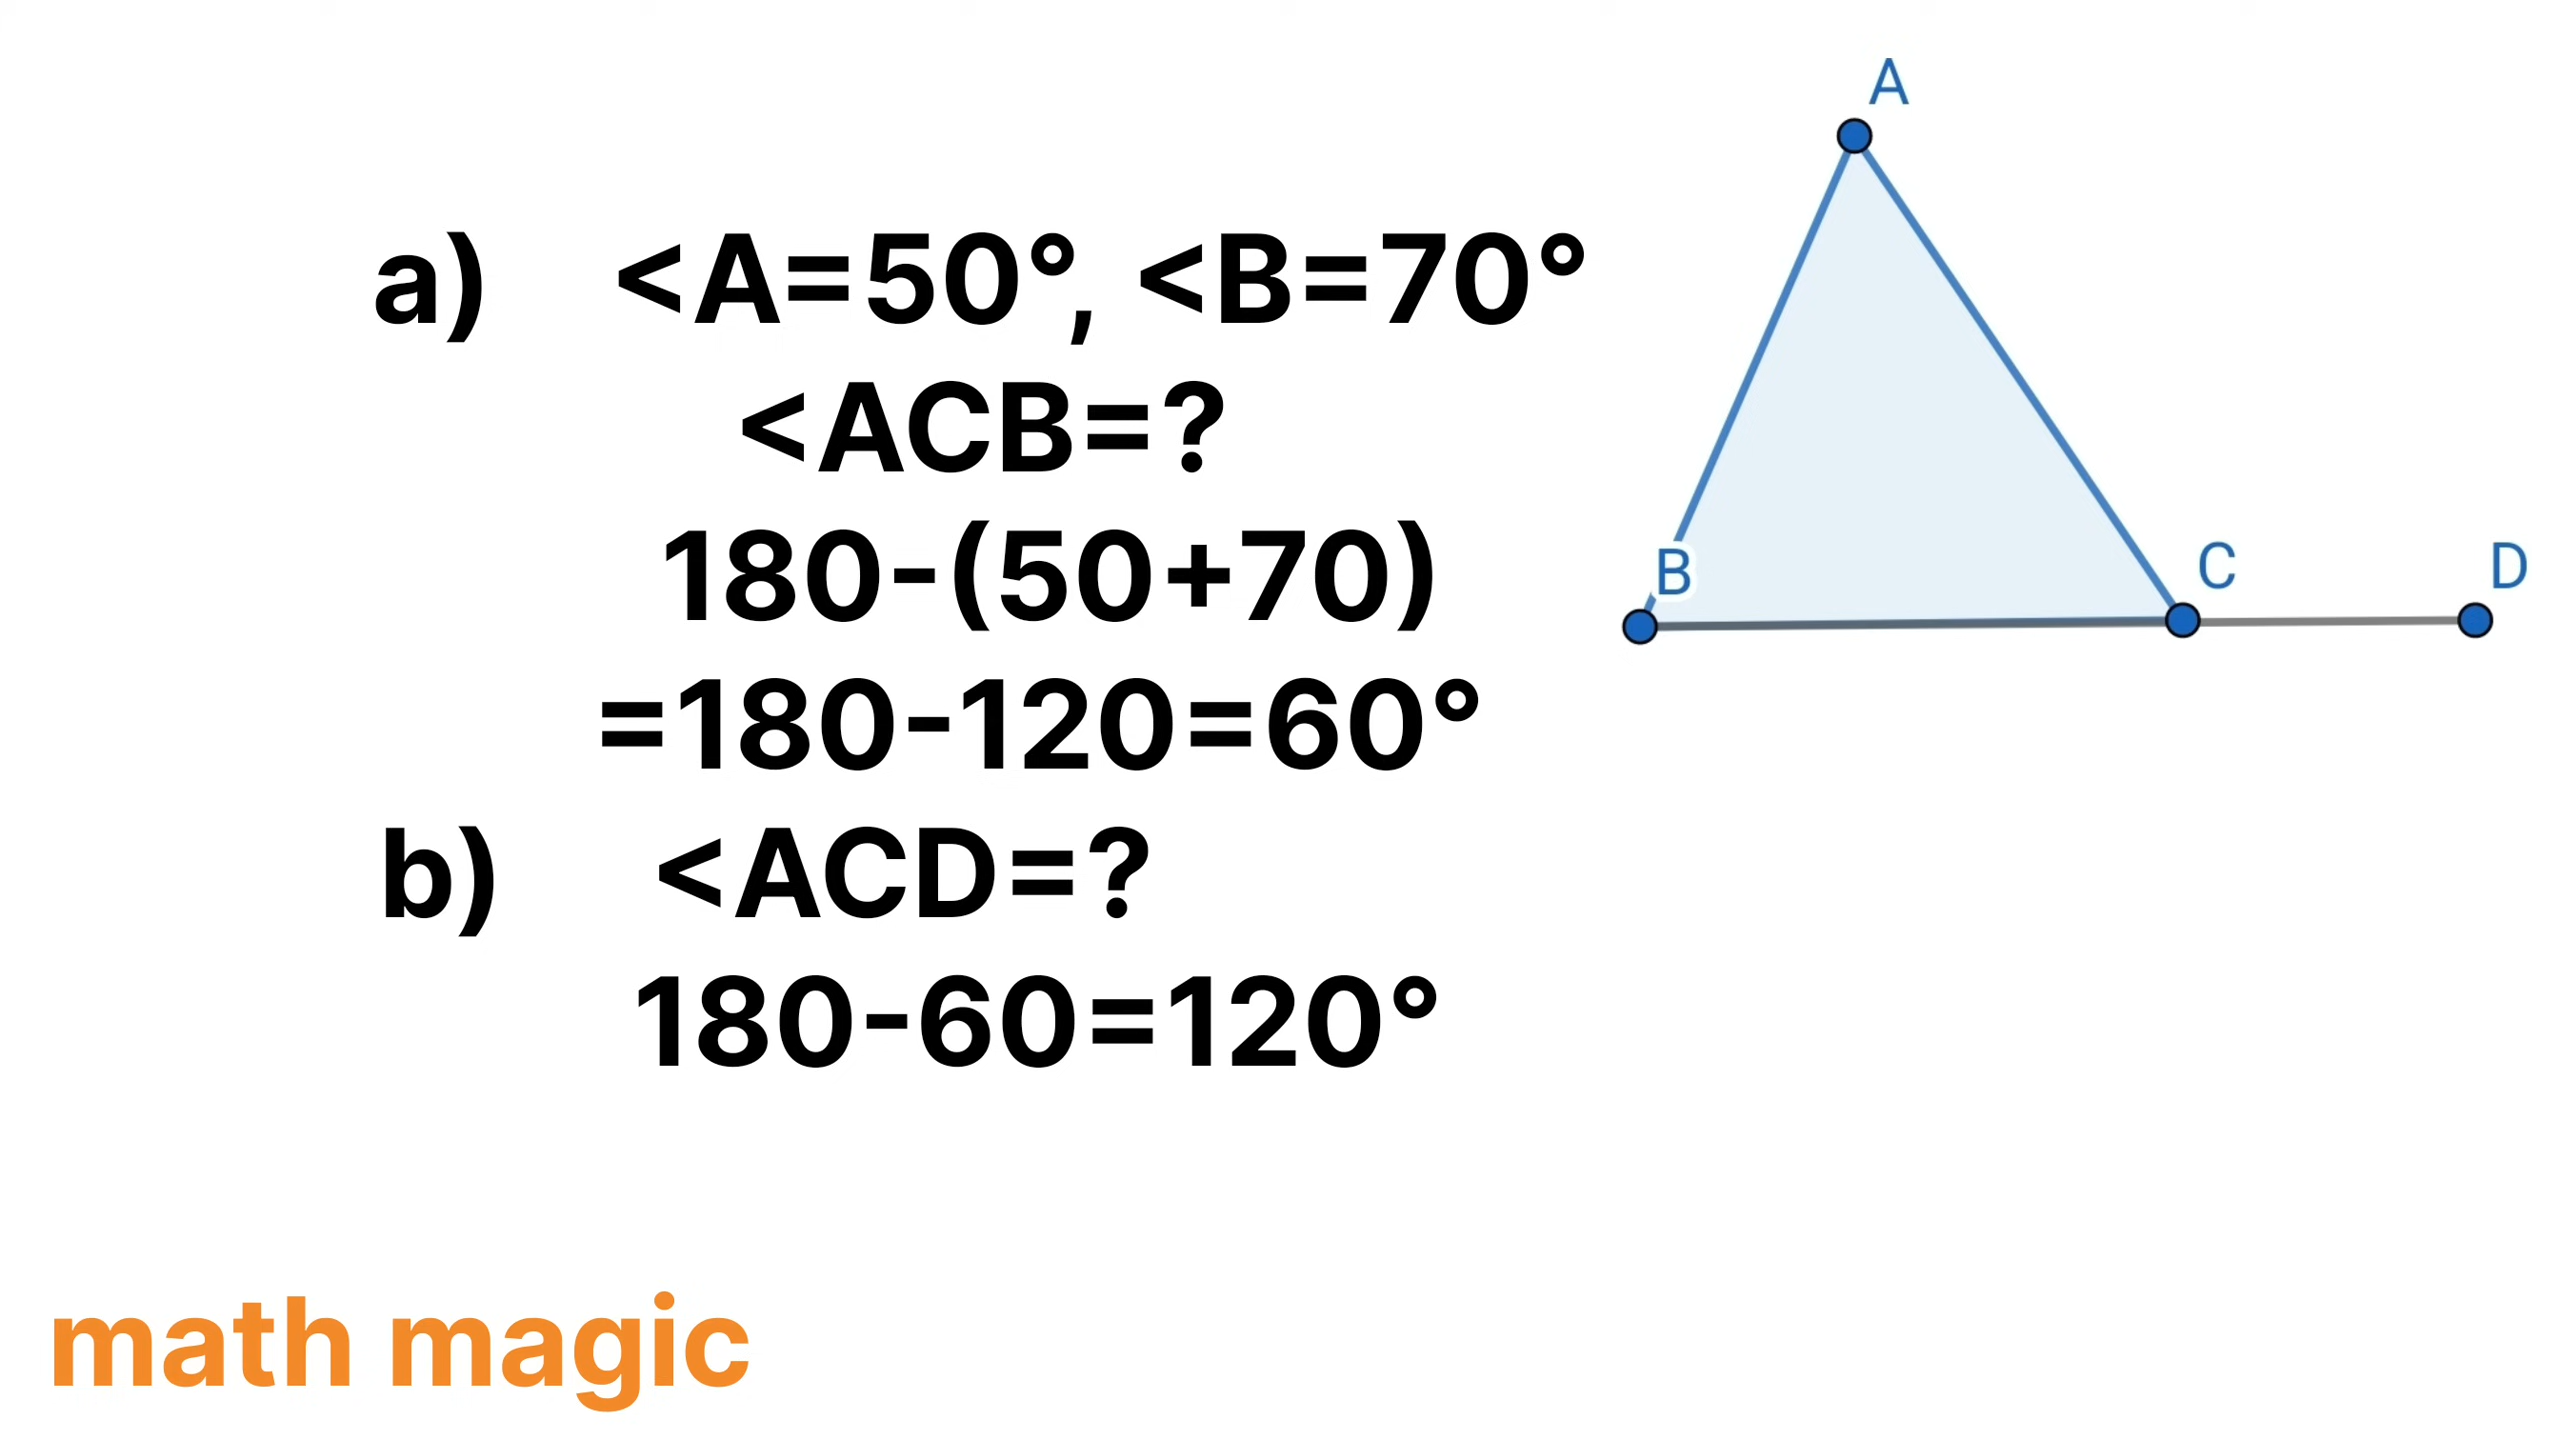 A
a) <A=50°, <B=70°
<ACB=?
180-(50+70)
B C D
=180-120=60°
b) <ACD=?
180-60=120°
math magic